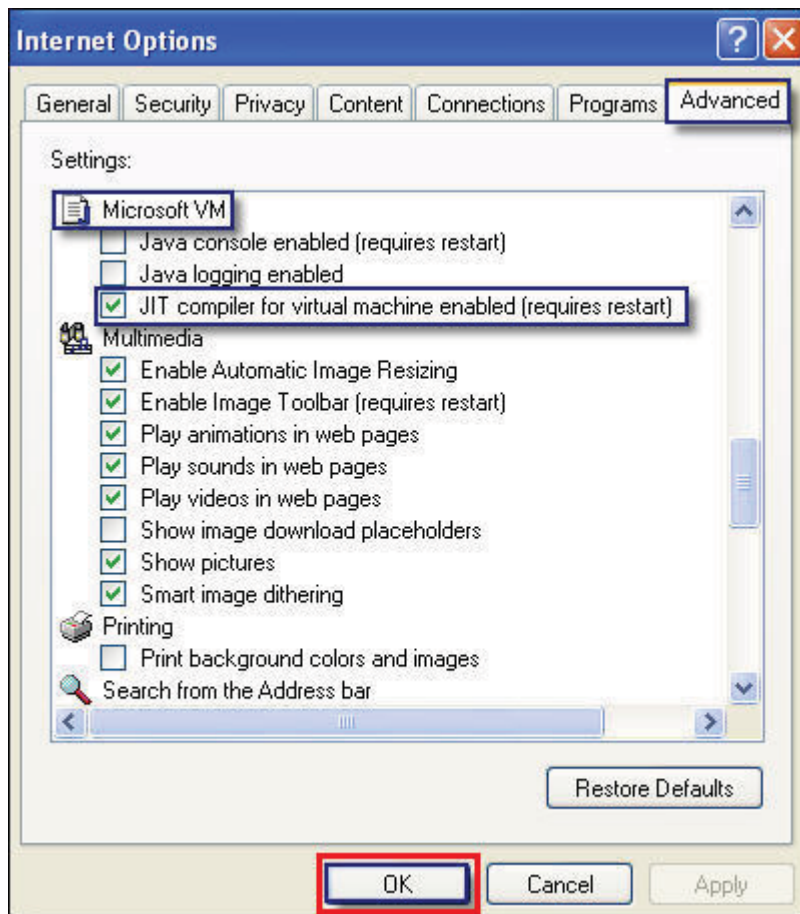 Internet Options
General Security Privacy Content Connections Programs Advanced
Settings:
Microsoft VM
Java console enabled (requires restart)
Java logging enabled
JIT compiler for virtual machine enabled (requires restart)
Multimedia
Enable Automatic Image Resizing
Enable Image Toolbar (requires restart)
Play animations in web pages
Play sounds in web pages
Play videos in web pages
Show image download placeholders
Show pictures
Smart image dithering
Printing
Print background colors and images
Search from the Address bar
Restore Defaults
OK Cancel Apply